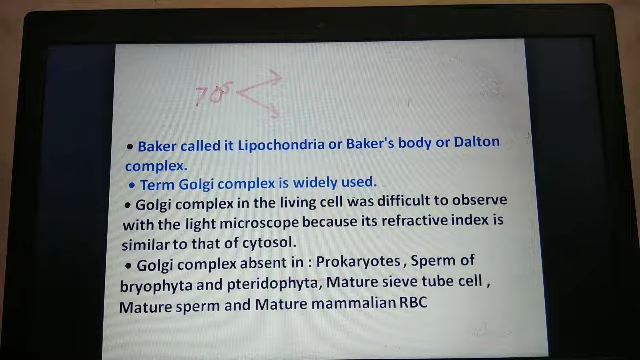 70s
• Baker called it Lipochondria or Baker's body or Dalton
complex.
• Term Golgi complex is widely used.
• Golgi complex in the living cell was difficult to observe
with the light microscope because its refractive index is
similar to that of cytosol.
• Golgi complex absent in : Prokaryotes , Sperm of
bryophyta and pteridophyta, Mature sieve tube cell ,
Mature sperm and Mature mammalian RBC